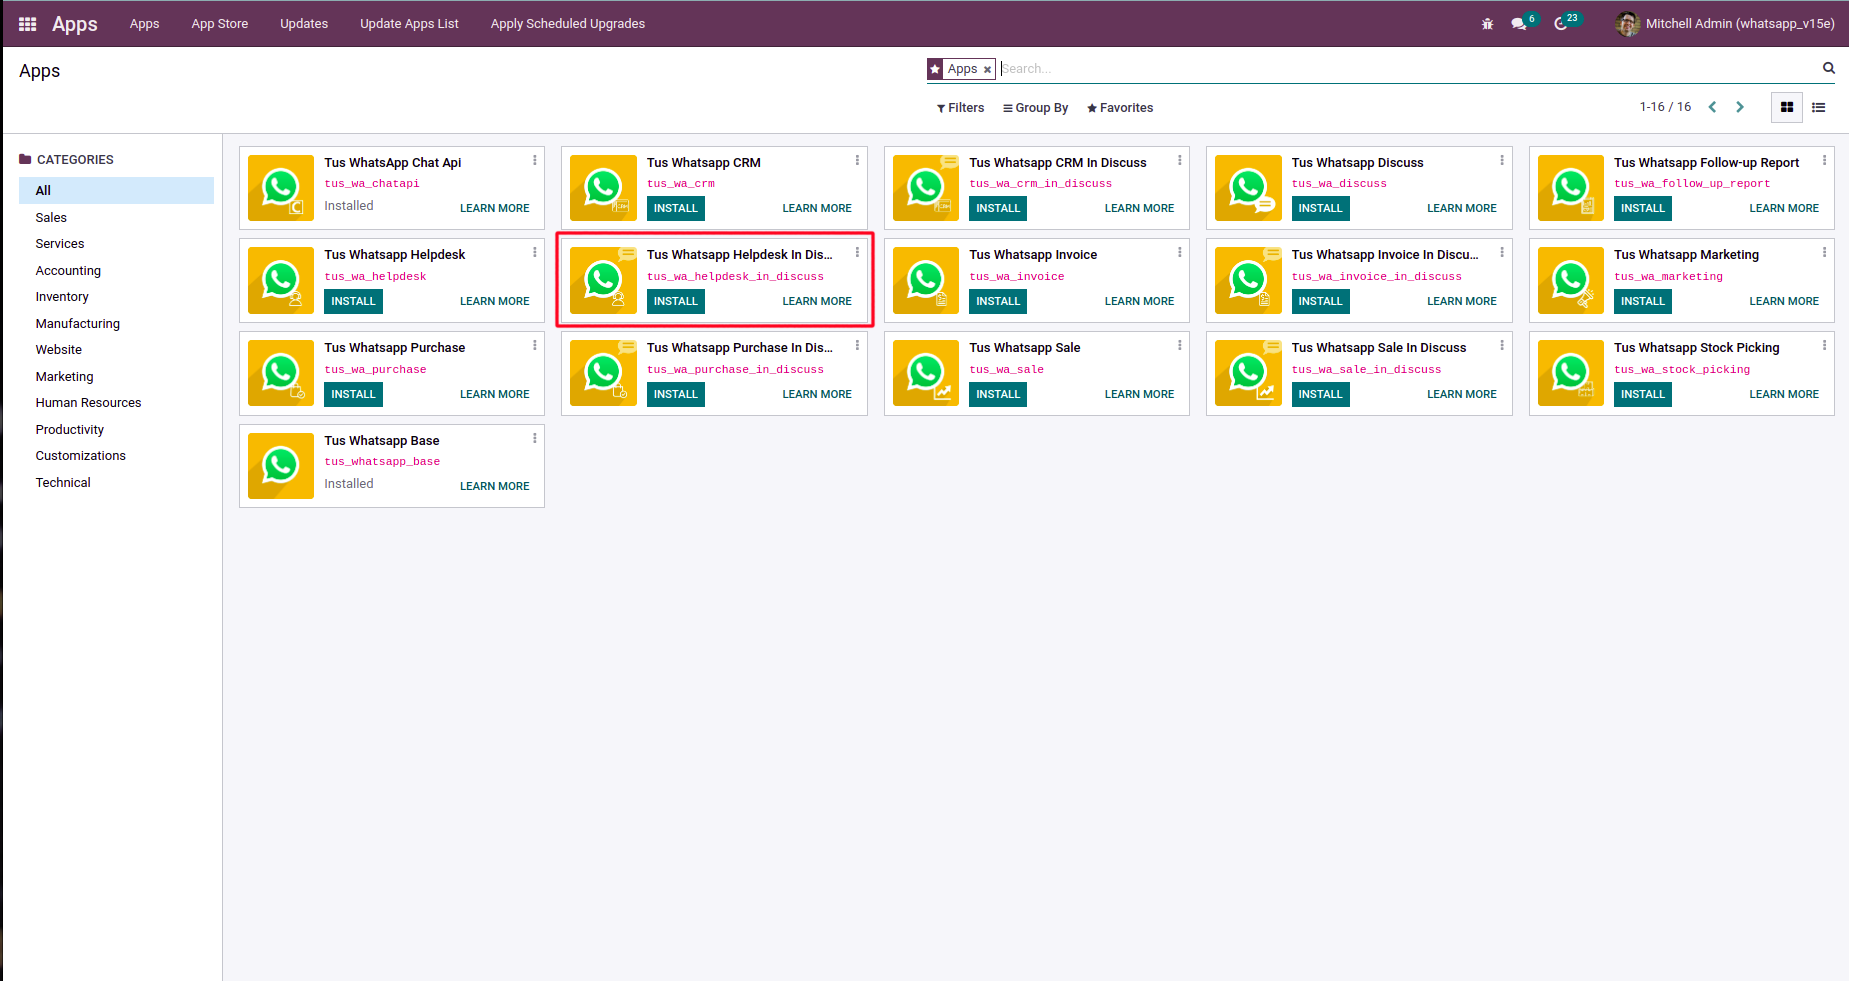 Apps Apps App Store Updates Update Apps List Apply Scheduled Upgrades 6 23 Mitchell Admin (whatsapp_v15e)
Apps
Apps × Search...
Filters Group By Favorites
1-16 / 16
CATEGORIES
All
Sales
Services
Accounting
Inventory
Manufacturing
Website
Marketing
Human Resources
Productivity
Customizations
Technical
Tus WhatsApp Chat Api
tus_wa_chatapi
Installed LEARN MORE
Tus Whatsapp CRM
tus_wa_crm
INSTALL LEARN MORE
Tus Whatsapp CRM In Discuss
tus_wa_crm_in_discuss
INSTALL LEARN MORE
Tus Whatsapp Discuss
tus_wa_discuss
INSTALL LEARN MORE
Tus Whatsapp Follow-up Report
tus_wa_follow_up_report
INSTALL LEARN MORE
Tus Whatsapp Helpdesk
tus_wa_helpdesk
INSTALL LEARN MORE
Tus Whatsapp Helpdesk In Dis...
tus_wa_helpdesk_in_discuss
INSTALL LEARN MORE
Tus Whatsapp Invoice
tus_wa_invoice
INSTALL LEARN MORE
Tus Whatsapp Invoice In Discu...
tus_wa_invoice_in_discuss
INSTALL LEARN MORE
Tus Whatsapp Marketing
tus_wa_marketing
INSTALL LEARN MORE
Tus Whatsapp Purchase
tus_wa_purchase
INSTALL LEARN MORE
Tus Whatsapp Purchase In Dis...
tus_wa_purchase_in_discuss
INSTALL LEARN MORE
Tus Whatsapp Sale
tus_wa_sale
INSTALL LEARN MORE
Tus Whatsapp Sale In Discuss
tus_wa_sale_in_discuss
INSTALL LEARN MORE
Tus Whatsapp Stock Picking
tus_wa_stock_picking
INSTALL LEARN MORE
Tus Whatsapp Base
tus_whatsapp_base
Installed LEARN MORE